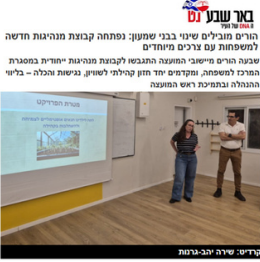 באר שבע נט
הורים מובילים שינוי בבני שמעון: נפתחה קבוצת מנהיגות חדשה
למשפחות עם צרכים מיוחדים
שבעה הורים מיישובי המועצה התגבשו לקבוצת מנהיגות ייחודית במסגרת
המרכז למשפחה, ומקדמים יחד חזון קהילתי לשוויון, נגישות והכלה – בליווי
ההנהלה ובתמיכת ראש המועצה
מטרת הפרויקט
קרדיט: שירה יהב-גרנות